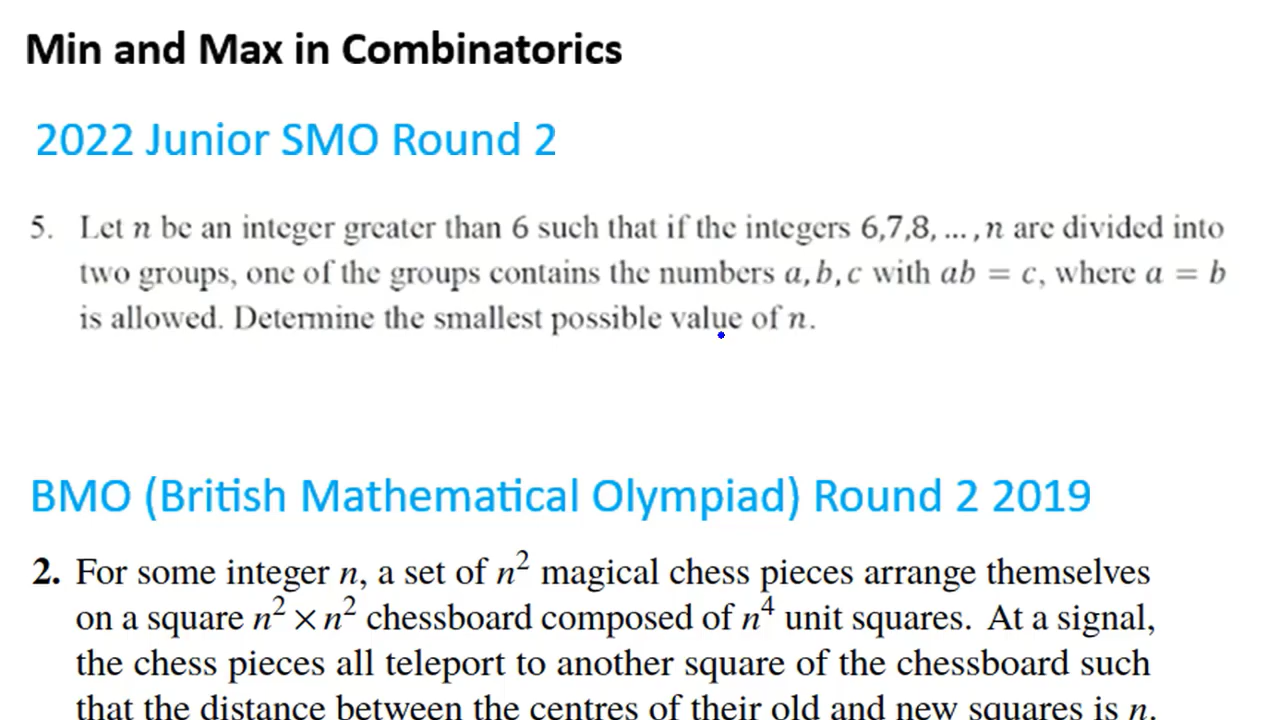 Min and Max in Combinatorics
2022 Junior SMO Round 2
5. Let n be an integer greater than 6 such that if the integers 6,7,8, ... , n are divided into
two groups, one of the groups contains the numbers a, b, c with ab = c, where a = b
is allowed. Determine the smallest possible value of n.
BMO (British Mathematical Olympiad) Round 2 2019
2. For some integer n, a set of n² magical chess pieces arrange themselves
on a square n² × n² chessboard composed of n⁴ unit squares. At a signal,
the chess pieces all teleport to another square of the chessboard such
that the distance between the centres of their old and new squares is n.